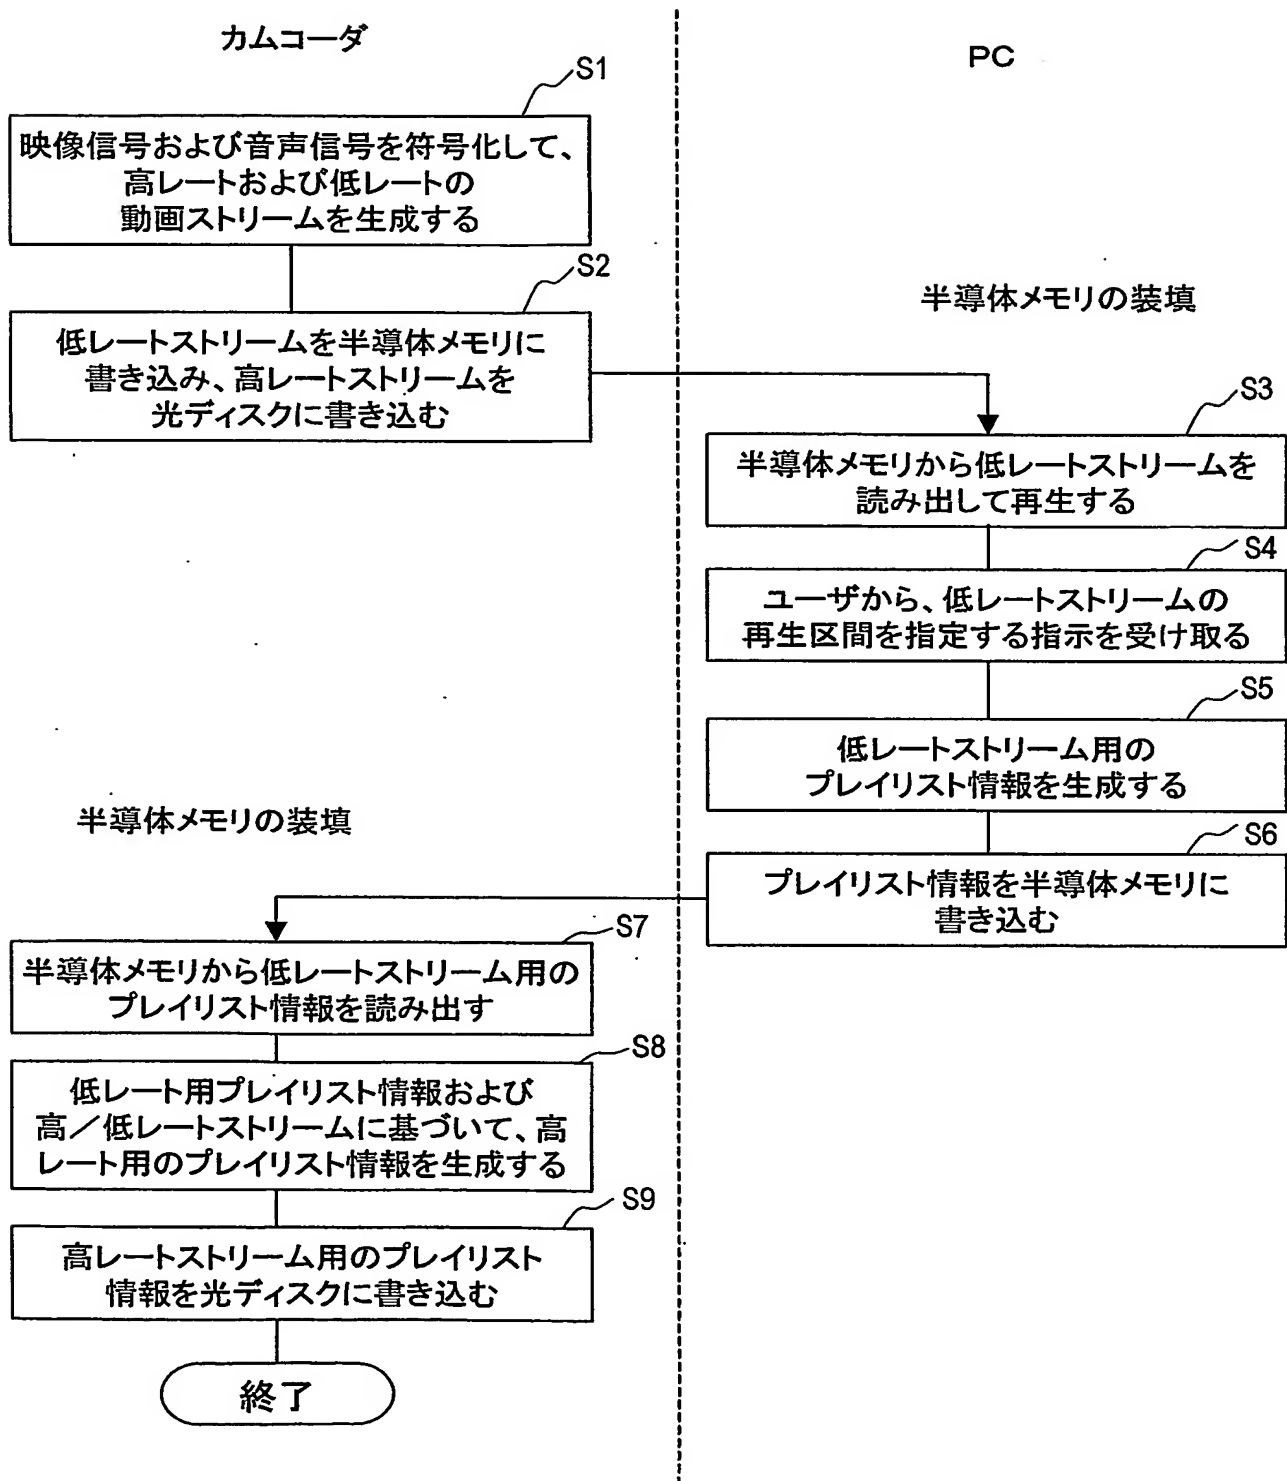 カムコーダ
PC
S1
映像信号および音声信号を符号化して、
高レートおよび低レートの
動画ストリームを生成する
S2
低レートストリームを半導体メモリに
書き込み、高レートストリームを
光ディスクに書き込む
半導体メモリの装填
S3
半導体メモリから低レートストリームを
読み出して再生する
S4
ユーザから、低レートストリームの
再生区間を指定する指示を受け取る
S5
低レートストリーム用の
プレイリスト情報を生成する
S6
プレイリスト情報を半導体メモリに
書き込む
半導体メモリの装填
S7
半導体メモリから低レートストリーム用の
プレイリスト情報を読み出す
S8
低レート用プレイリスト情報および
高／低レートストリームに基づいて、高
レート用のプレイリスト情報を生成する
S9
高レートストリーム用のプレイリスト
情報を光ディスクに書き込む
終了